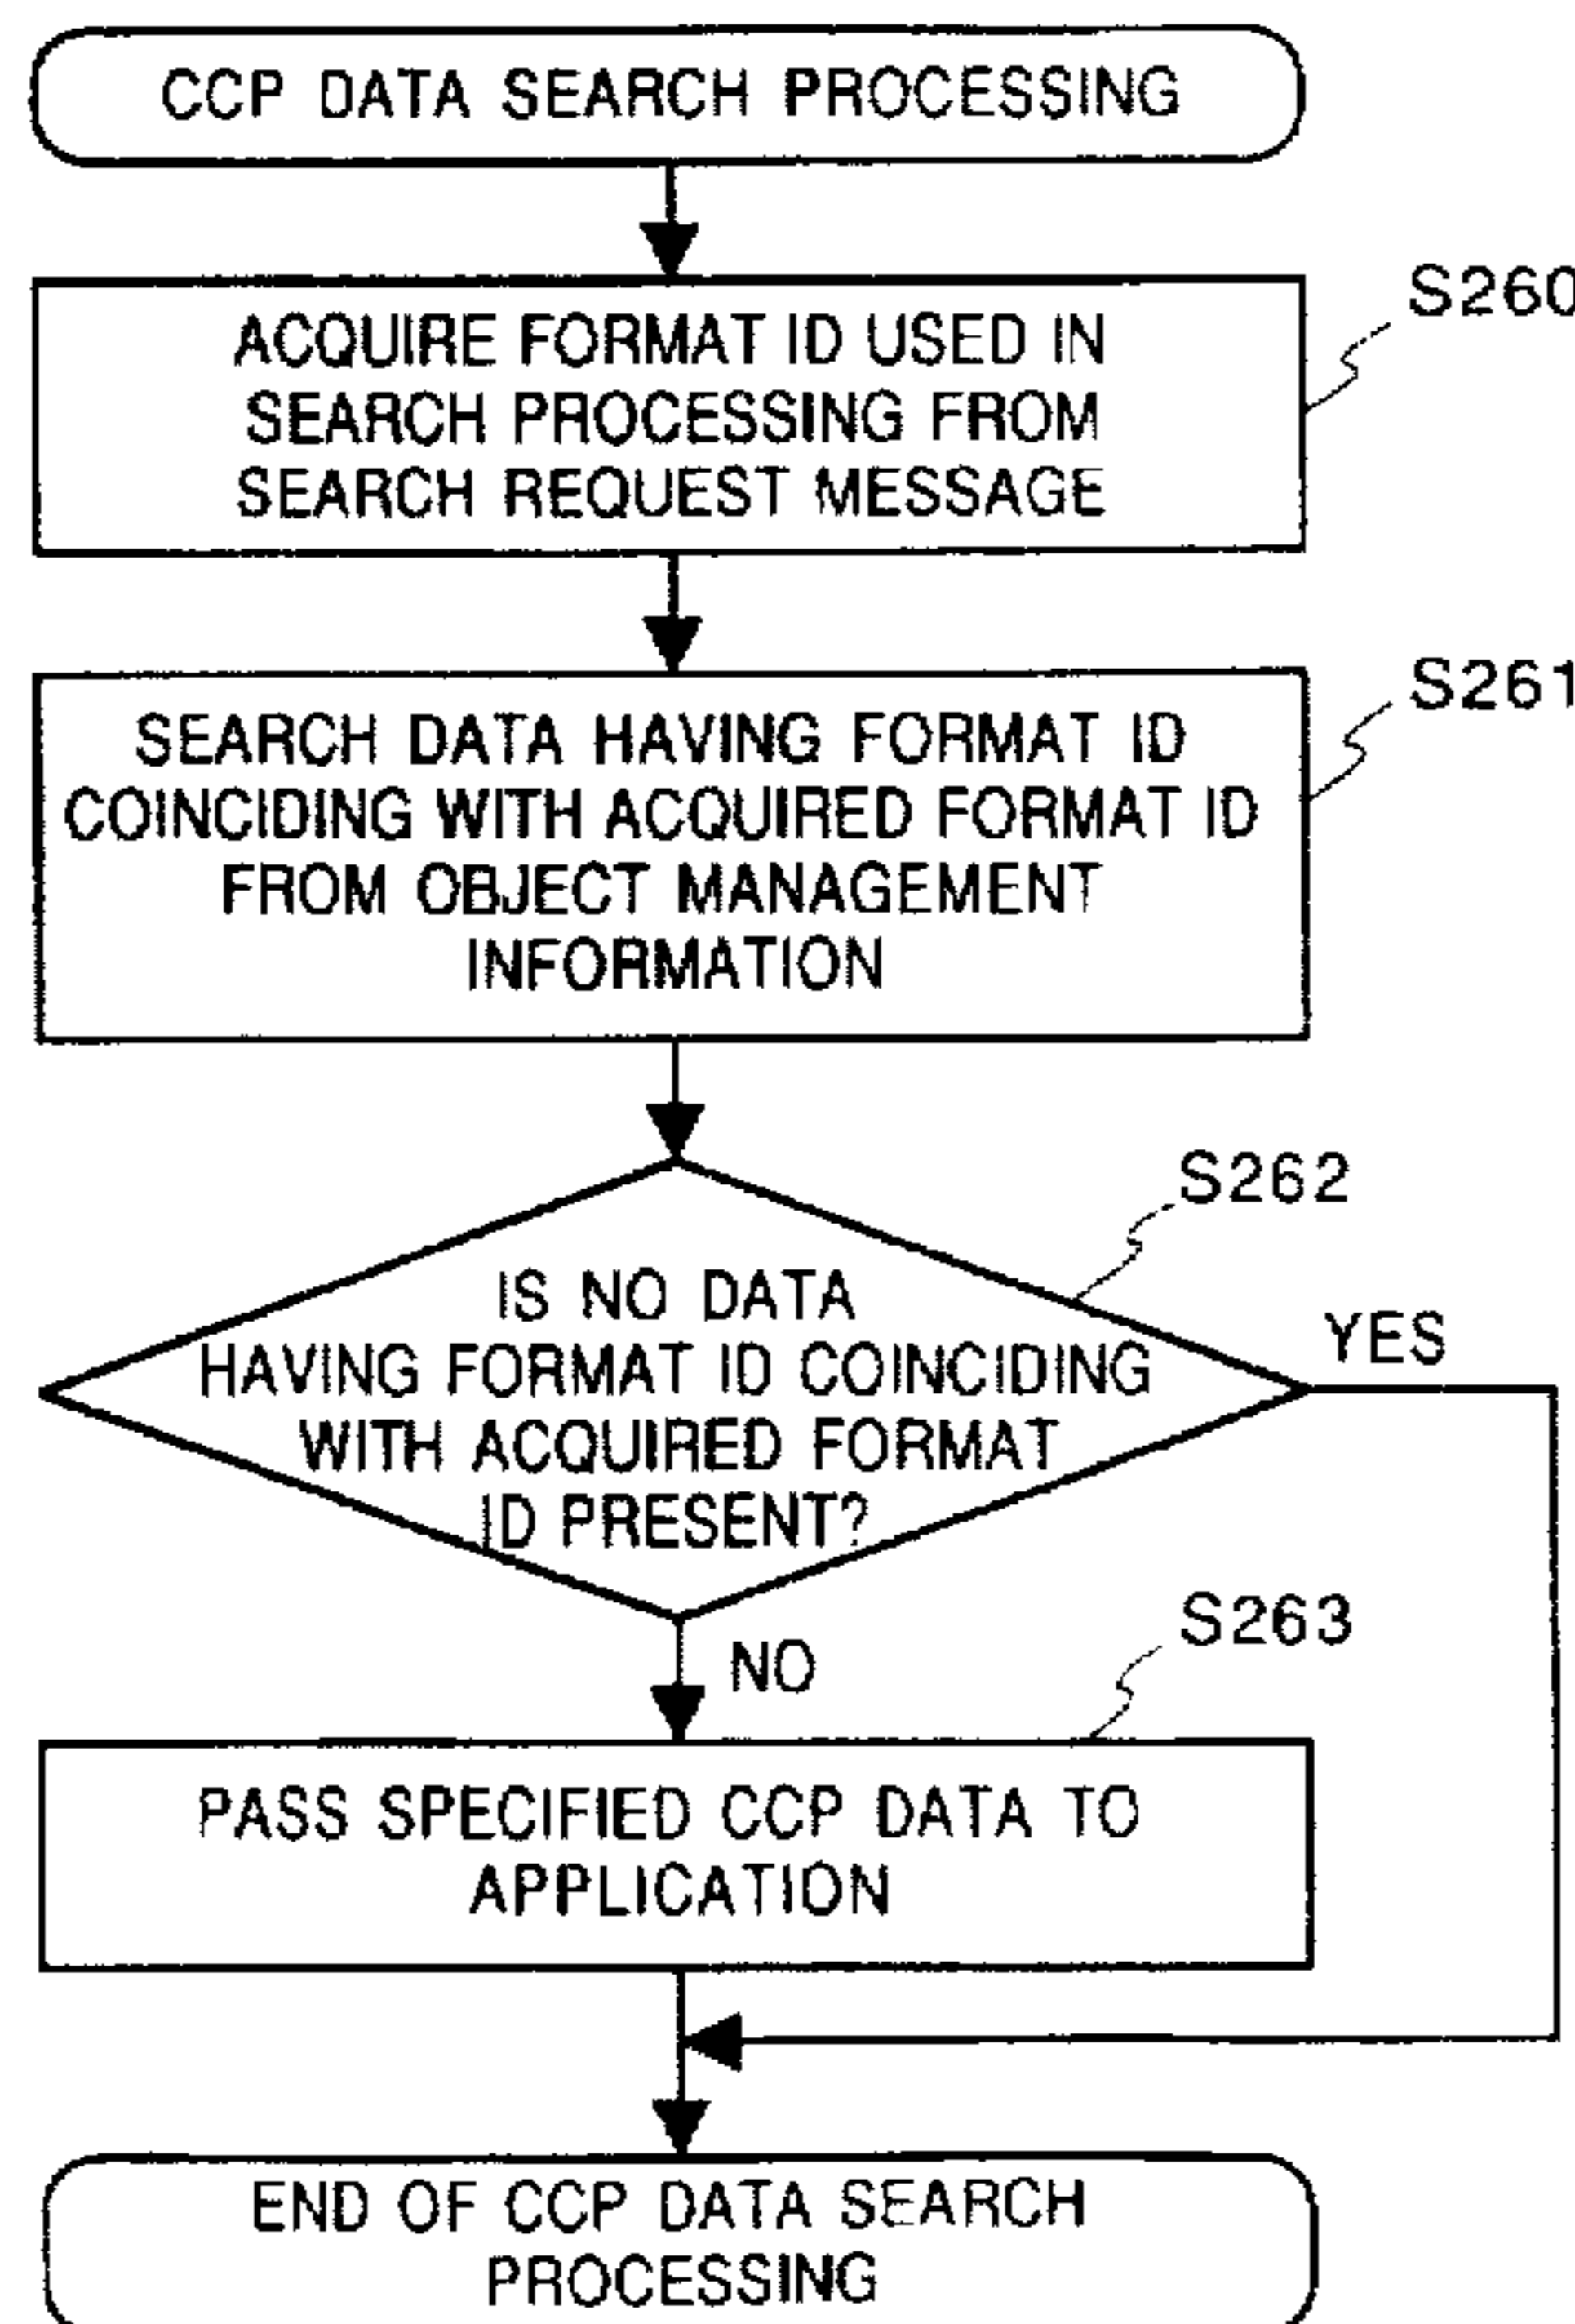 CCP DATA SEARCH PROCESSING
S260
ACQUIRE FORMAT ID USED IN
SEARCH PROCESSING FROM
SEARCH REQUEST MESSAGE
S261
SEARCH DATA HAVING FORMAT ID
COINCIDING WITH ACQUIRED FORMAT ID
FROM OBJECT MANAGEMENT
INFORMATION
S262
IS NO DATA
HAVING FORMAT ID COINCIDING
WITH ACQUIRED FORMAT
ID PRESENT?
YES
NO
S263
PASS SPECIFIED CCP DATA TO
APPLICATION
END OF CCP DATA SEARCH
PROCESSING